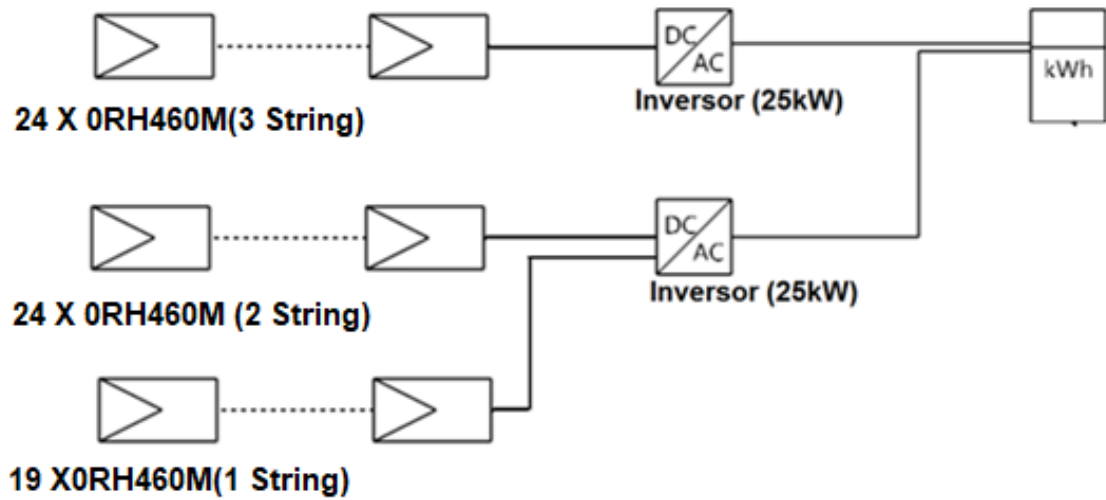 DC
AC
kWh
Inversor (25kW)
24 X 0RH460M(3 String)
DC
AC
Inversor (25kW)
24 X 0RH460M (2 String)
19 X0RH460M(1 String)